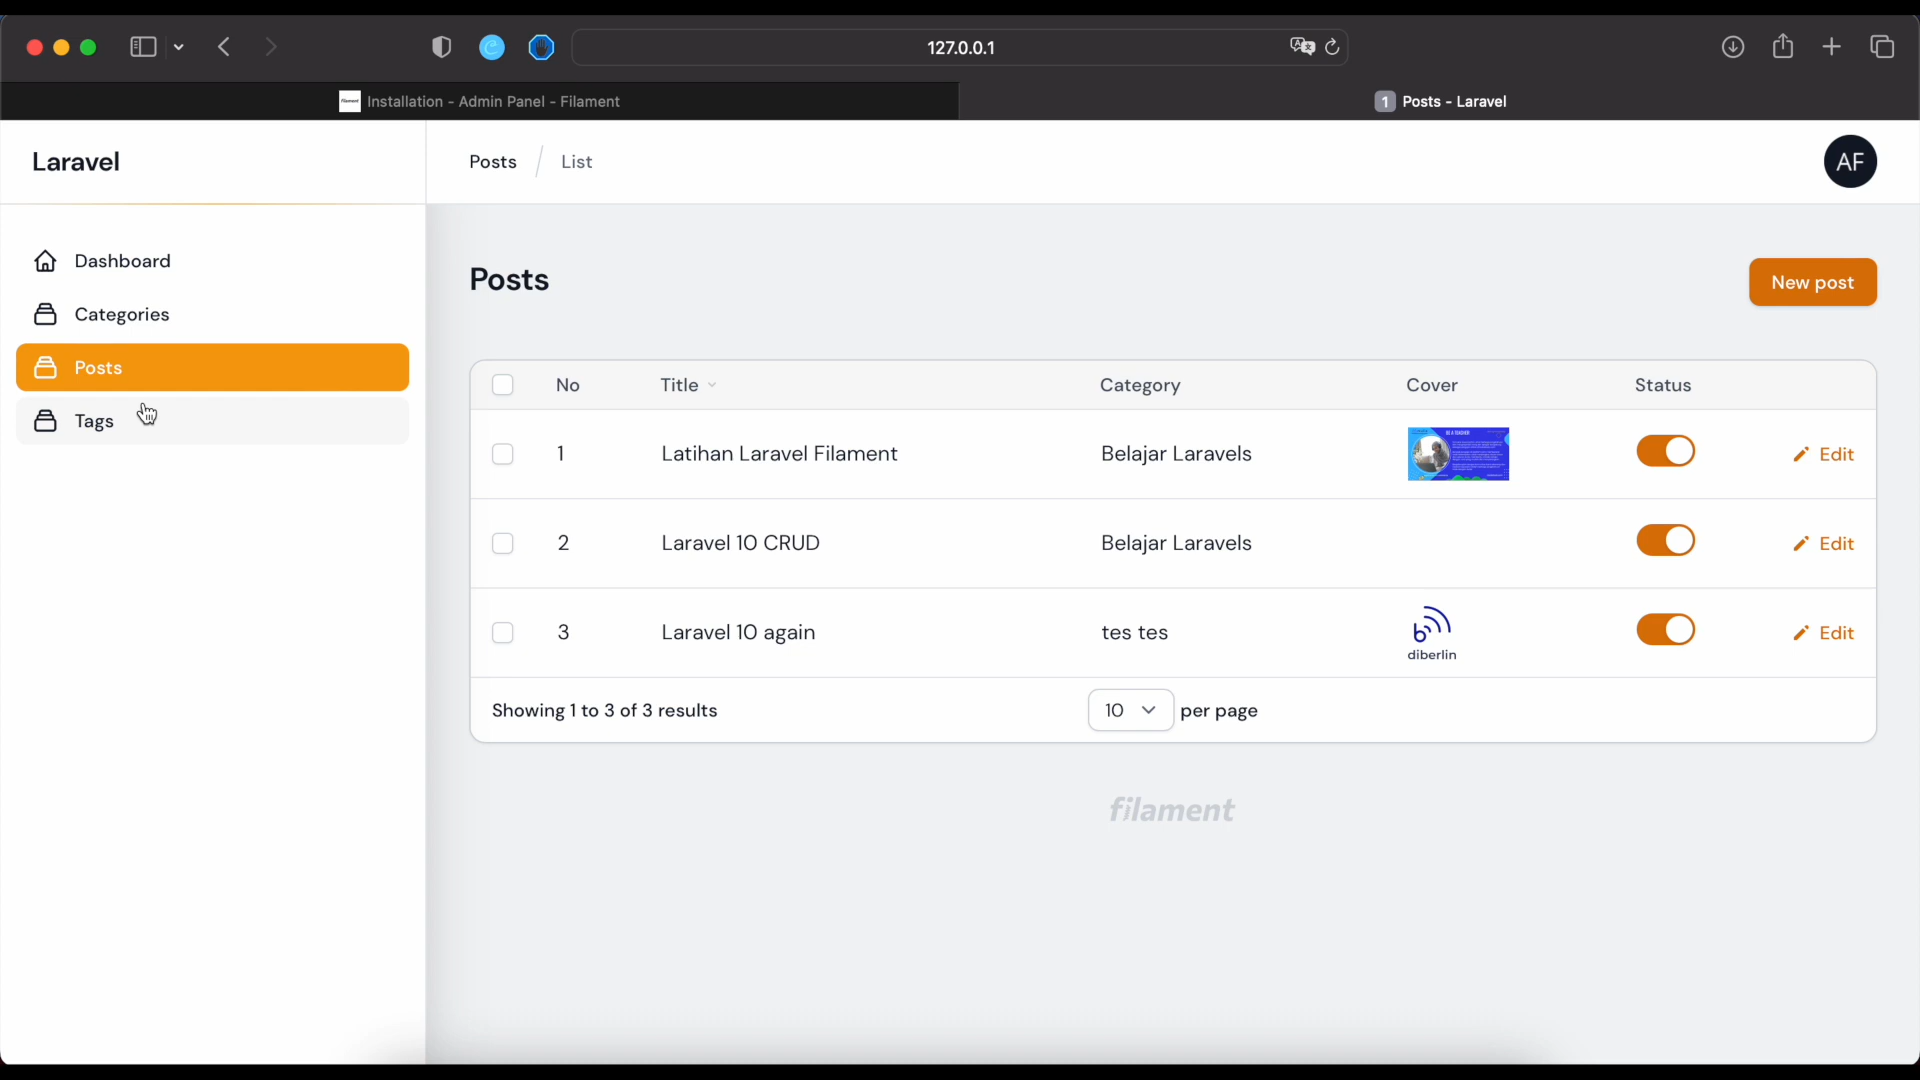 127.0.0.1
Installation - Admin Panel - Filament
1 Posts - Laravel
Laravel
Posts / List
AF
Dashboard
Categories
Posts
Tags
Posts
New post
No Title Category Cover Status
1 Latihan Laravel Filament Belajar Laravels Edit
2 Laravel 10 CRUD Belajar Laravels Edit
3 Laravel 10 again tes tes diberlin Edit
Showing 1 to 3 of 3 results 10 per page
filament